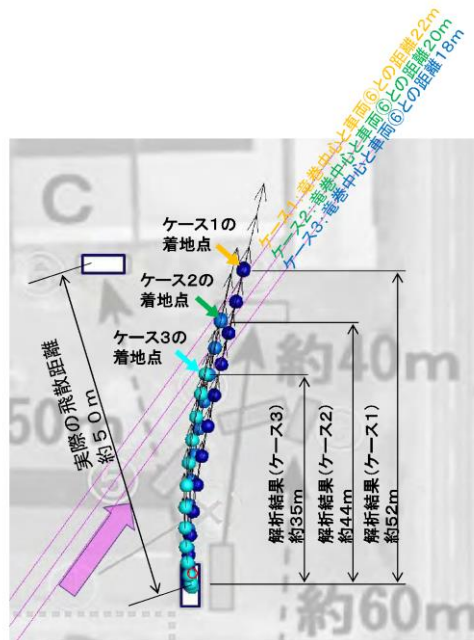 ケース1：竜巻中心と車両⑥との距離22m
ケース2：竜巻中心と車両⑥との距離20m
ケース3：竜巻中心と車両⑥との距離18m
C
ケース1の
着地点
ケース2の
着地点
ケース3の
着地点
実際の飛散距離
約50m
約40m
50m
⑤
解析結果(ケース3)
約35m
解析結果(ケース2)
約44m
解析結果(ケース1)
約52m
約60m